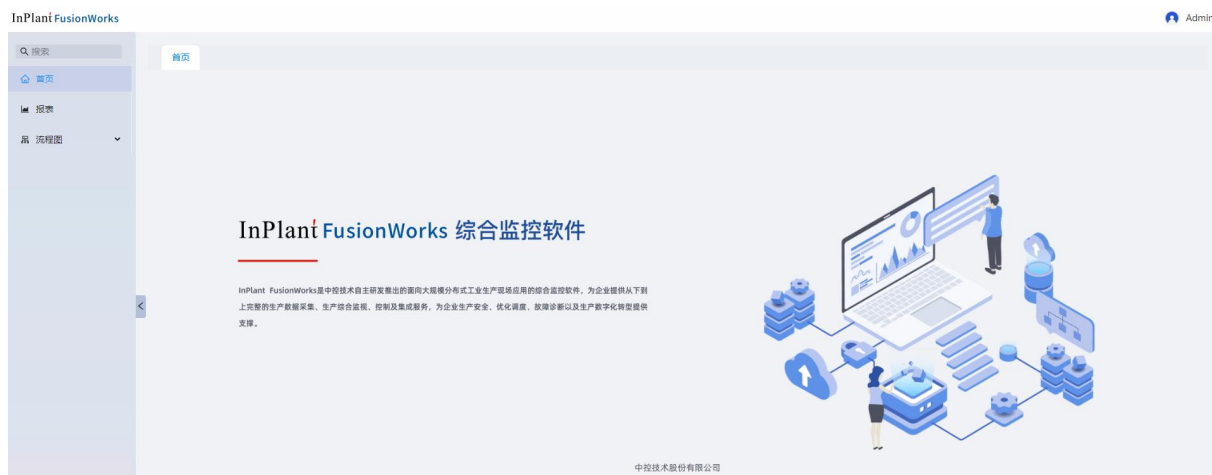 InPlant FusionWorks
Admin
搜索
首页
首页
报表
流程图
InPlant FusionWorks 综合监控软件
InPlant FusionWorks是中控技术自主研发推出的面向大规模分布式工业生产现场应用的综合监控软件，为企业提供从下到
上完整的生产数据采集、生产综合监视、控制及集成服务，为企业生产安全、优化调度、故障诊断以及生产数字化转型提供
支撑。
中控技术股份有限公司